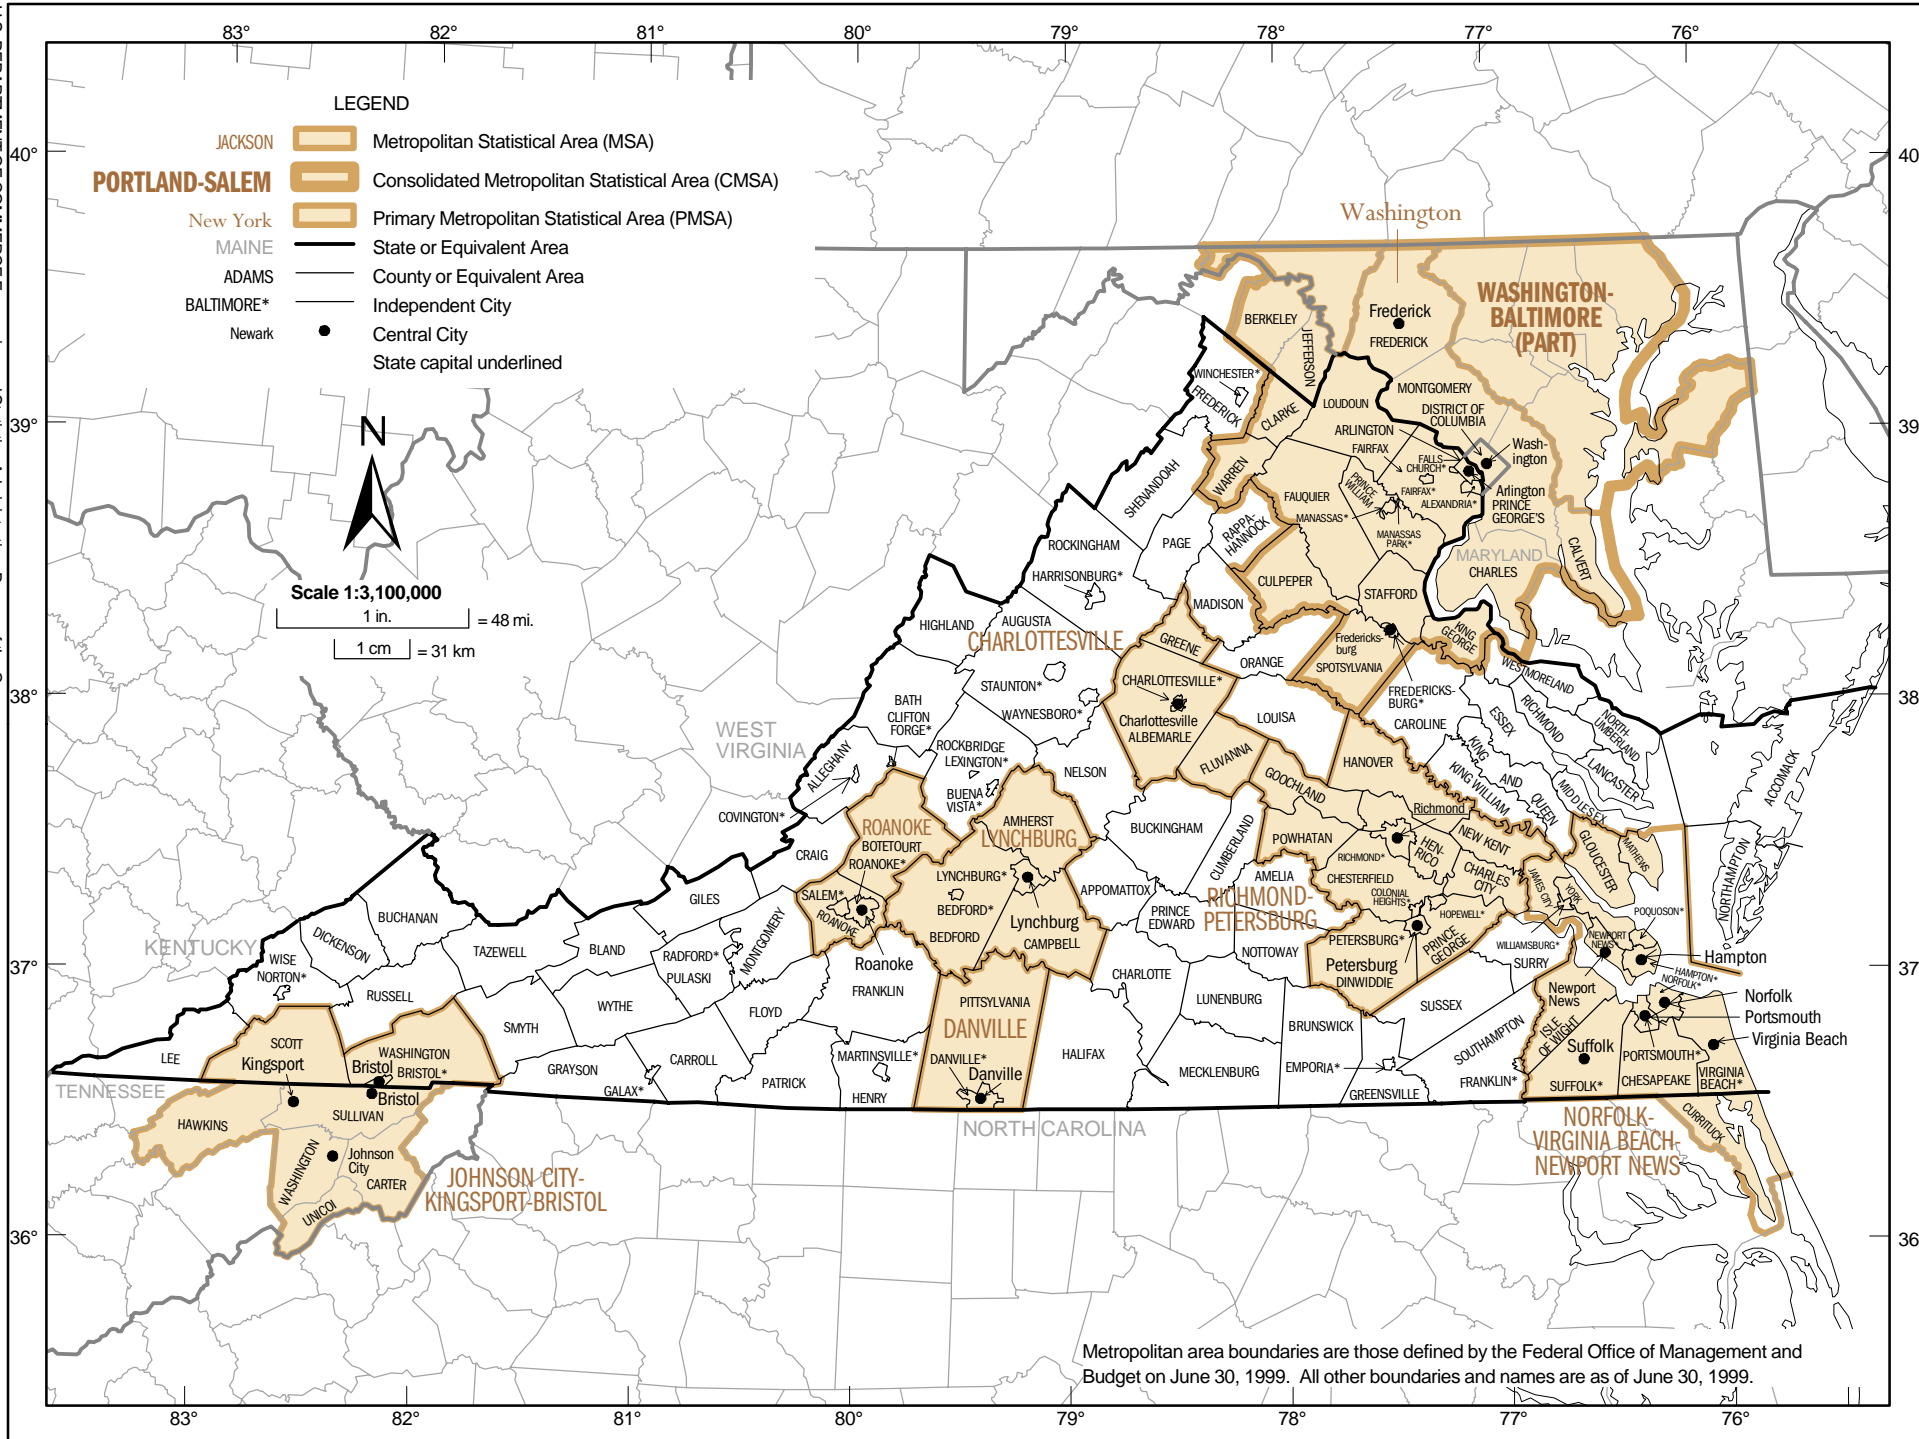 83°
82°
81°
80°
79°
78°
77°
76°
LEGEND
JACKSON Metropolitan Statistical Area (MSA)
PORTLAND-SALEM Consolidated Metropolitan Statistical Area (CMSA)
New York Primary Metropolitan Statistical Area (PMSA)
MAINE State or Equivalent Area
ADAMS County or Equivalent Area
BALTIMORE* Independent City
Newark Central City
State capital underlined
40°
40
39°
39
38°
38
37°
37
36°
36
N
Scale 1:3,100,000
1 in. = 48 mi.
1 cm = 31 km
Washington
WASHINGTON-
BALTIMORE
(PART)
BERKELEY
JEFFERSON
Frederick
FREDERICK
WINCHESTER*
FREDERICK
CLARKE
LOUDOUN
MONTGOMERY
DISTRICT OF
COLUMBIA
ARLINGTON
FAIRFAX
FALLS
CHURCH*
Wash-
ington
FAIRFAX*
ALEXANDRIA*
Arlington
PRINCE
GEORGE'S
SHENANDOAH
WARREN
FAUQUIER
PRINCE
WILLIAM
MANASSAS*
MANASSAS
PARK*
RAPPA-
HANNOCK
PAGE
ROCKINGHAM
HARRISONBURG*
MARYLAND
CHARLES
CALVERT
CULPEPER
STAFFORD
MADISON
HIGHLAND
AUGUSTA
CHARLOTTESVILLE
GREENE
ORANGE
Fredericks-
burg
SPOTSYLVANIA
KING
GEORGE
WESTMORELAND
STAUNTON*
CHARLOTTESVILLE*
FREDERICKS-
BURG*
BATH
CLIFTON
FORGE*
WAYNESBORO*
Charlottesville
ALBEMARLE
LOUISA
CAROLINE
ESSEX
RICHMOND
NORTH-
UMBERLAND
WEST
VIRGINIA
ALLEGHANY
ROCKBRIDGE
LEXINGTON*
NELSON
FLUVANNA
GOOCHLAND
HANOVER
KING
AND
QUEEN
KING WILLIAM
LANCASTER
MIDDLESEX
ACCOMACK
BUENA
VISTA*
COVINGTON*
ROANOKE
BOTETOURT
AMHERST
LYNCHBURG
BUCKINGHAM
CUMBERLAND
POWHATAN
Richmond
RICHMOND*
HEN-
RICO
NEW KENT
GLOUCESTER
MATHEWS
CRAIG
ROANOKE*
SALEM*
ROANOKE
LYNCHBURG*
BEDFORD*
BEDFORD
Lynchburg
CAMPBELL
APPOMATTOX
AMELIA
CHESTERFIELD
COLONIAL
HEIGHTS*
CHARLES
CITY
JAMES CITY
YORK
NORTHAMPTON
RICHMOND-
PETERSBURG
PRINCE
EDWARD
HOPEWELL*
POQUOSON*
GILES
BUCHANAN
DICKENSON
TAZEWELL
BLAND
RADFORD*
PULASKI
MONTGOMERY
Roanoke
NOTTOWAY
PETERSBURG*
Petersburg
DINWIDDIE
PRINCE
GEORGE
WILLIAMSBURG*
SURRY
NEWPORT
NEWS*
Hampton
HAMPTON*
NORFOLK*
KENTUCKY
WISE
NORTON*
RUSSELL
WYTHE
FLOYD
FRANKLIN
PITTSYLVANIA
DANVILLE
CHARLOTTE
LUNENBURG
BRUNSWICK
SUSSEX
Newport
News
Norfolk
Portsmouth
Virginia Beach
LEE
SCOTT
Kingsport
WASHINGTON
Bristol
BRISTOL*
Bristol
SMYTH
GRAYSON
GALAX*
CARROLL
PATRICK
MARTINSVILLE*
HENRY
DANVILLE*
Danville
HALIFAX
MECKLENBURG
EMPORIA*
GREENSVILLE
SOUTHAMPTON
FRANKLIN*
ISLE
OF WIGHT
Suffolk
SUFFOLK*
PORTSMOUTH*
CHESAPEAKE
VIRGINIA
BEACH*
TENNESSEE
HAWKINS
SULLIVAN
WASHINGTON
Johnson
City
CARTER
UNICOI
JOHNSON CITY-
KINGSPORT-BRISTOL
NORTH CAROLINA
NORFOLK-
VIRGINIA BEACH-
NEWPORT NEWS
CURRITUCK
Metropolitan area boundaries are those defined by the Federal Office of Management and
Budget on June 30, 1999. All other boundaries and names are as of June 30, 1999.
83°
82°
81°
80°
79°
78°
77°
76°